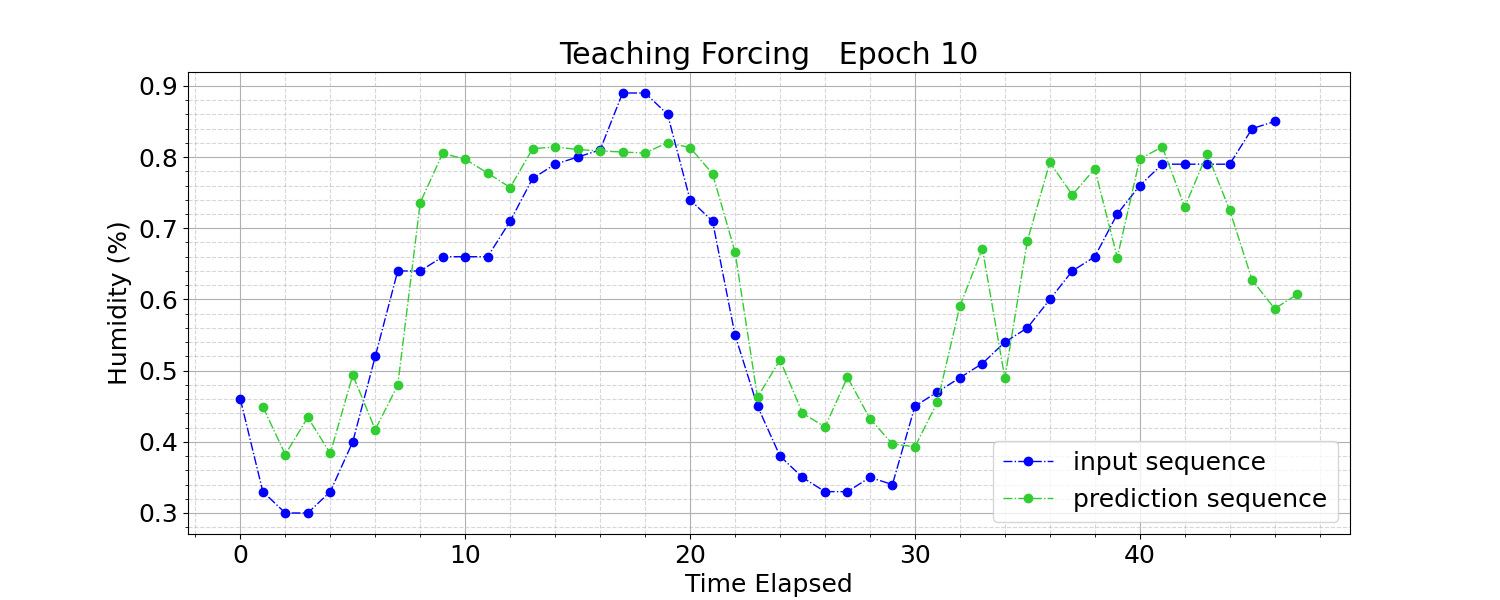 Teaching Forcing   Epoch 10
Humidity (%)
0.9
0.8
0.7
0.6
0.5
0.4
0.3
input sequence
prediction sequence
0 10 20 30 40
Time Elapsed